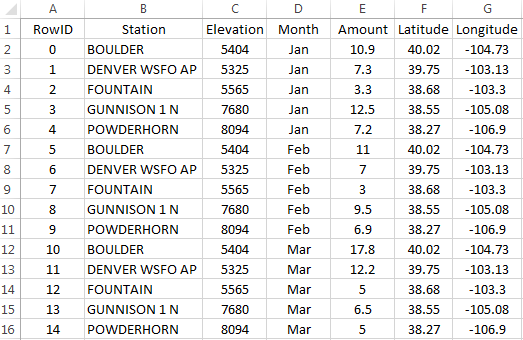 A B C D E F G
1 RowID Station Elevation Month Amount Latitude Longitude
2 0 BOULDER 5404 Jan 10.9 40.02 -104.73
3 1 DENVER WSFO AP 5325 Jan 7.3 39.75 -103.13
4 2 FOUNTAIN 5565 Jan 3.3 38.68 -103.3
5 3 GUNNISON 1 N 7680 Jan 12.5 38.55 -105.08
6 4 POWDERHORN 8094 Jan 7.2 38.27 -106.9
7 5 BOULDER 5404 Feb 11 40.02 -104.73
8 6 DENVER WSFO AP 5325 Feb 7 39.75 -103.13
9 7 FOUNTAIN 5565 Feb 3 38.68 -103.3
10 8 GUNNISON 1 N 7680 Feb 9.5 38.55 -105.08
11 9 POWDERHORN 8094 Feb 6.9 38.27 -106.9
12 10 BOULDER 5404 Mar 17.8 40.02 -104.73
13 11 DENVER WSFO AP 5325 Mar 12.2 39.75 -103.13
14 12 FOUNTAIN 5565 Mar 5 38.68 -103.3
15 13 GUNNISON 1 N 7680 Mar 6.5 38.55 -105.08
16 14 POWDERHORN 8094 Mar 5 38.27 -106.9